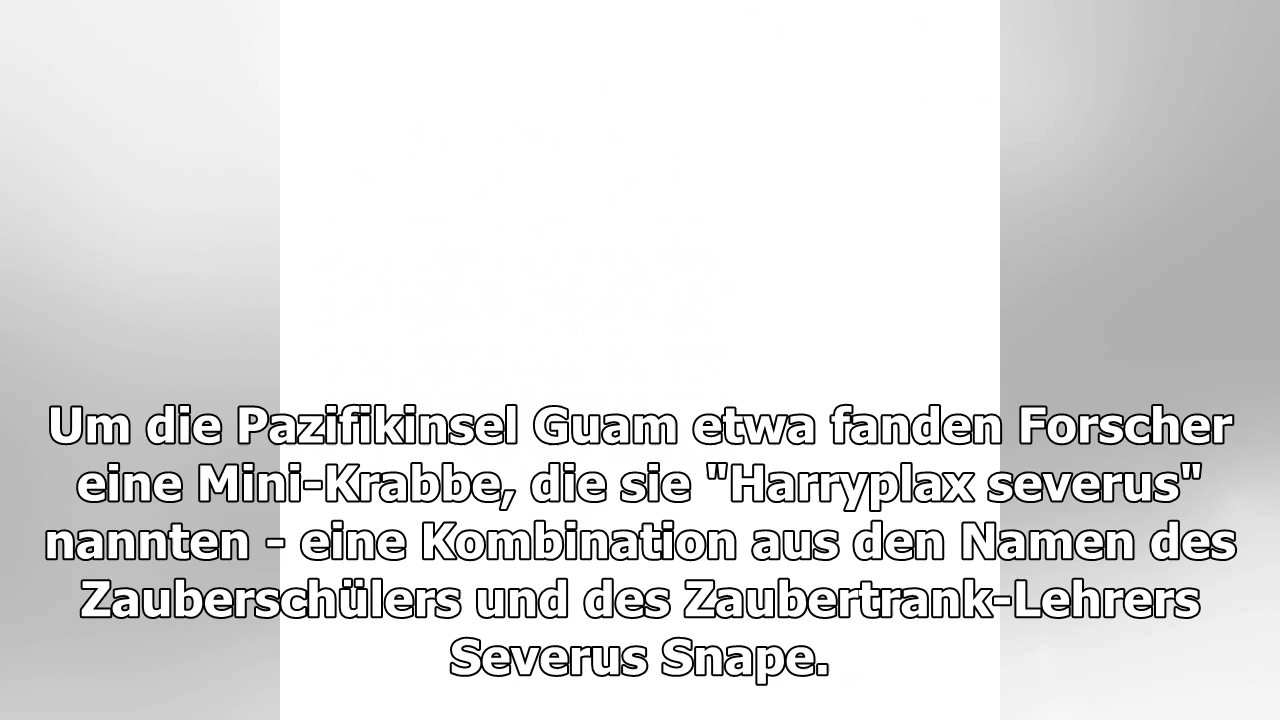 Um die Pazifikinsel Guam etwa fanden Forscher
eine Mini-Krabbe, die sie "Harryplax severus"
nannten - eine Kombination aus den Namen des
Zauberschülers und des Zaubertrank-Lehrers
Severus Snape.